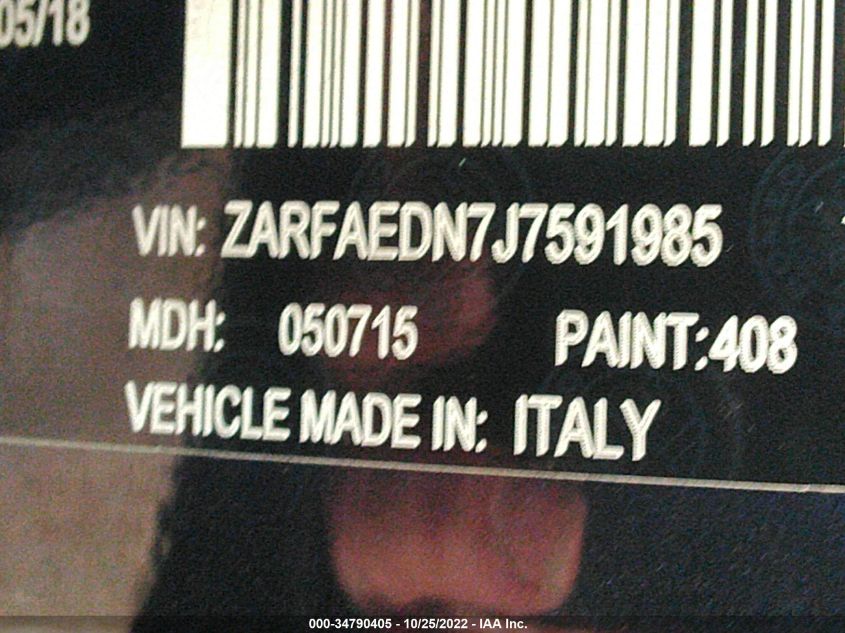 05/18
VIN: ZARFAEDN7J7591985
MDH: 050715 PAINT:408
VEHICLE MADE IN: ITALY
000-34790405 - 10/25/2022 - IAA Inc.